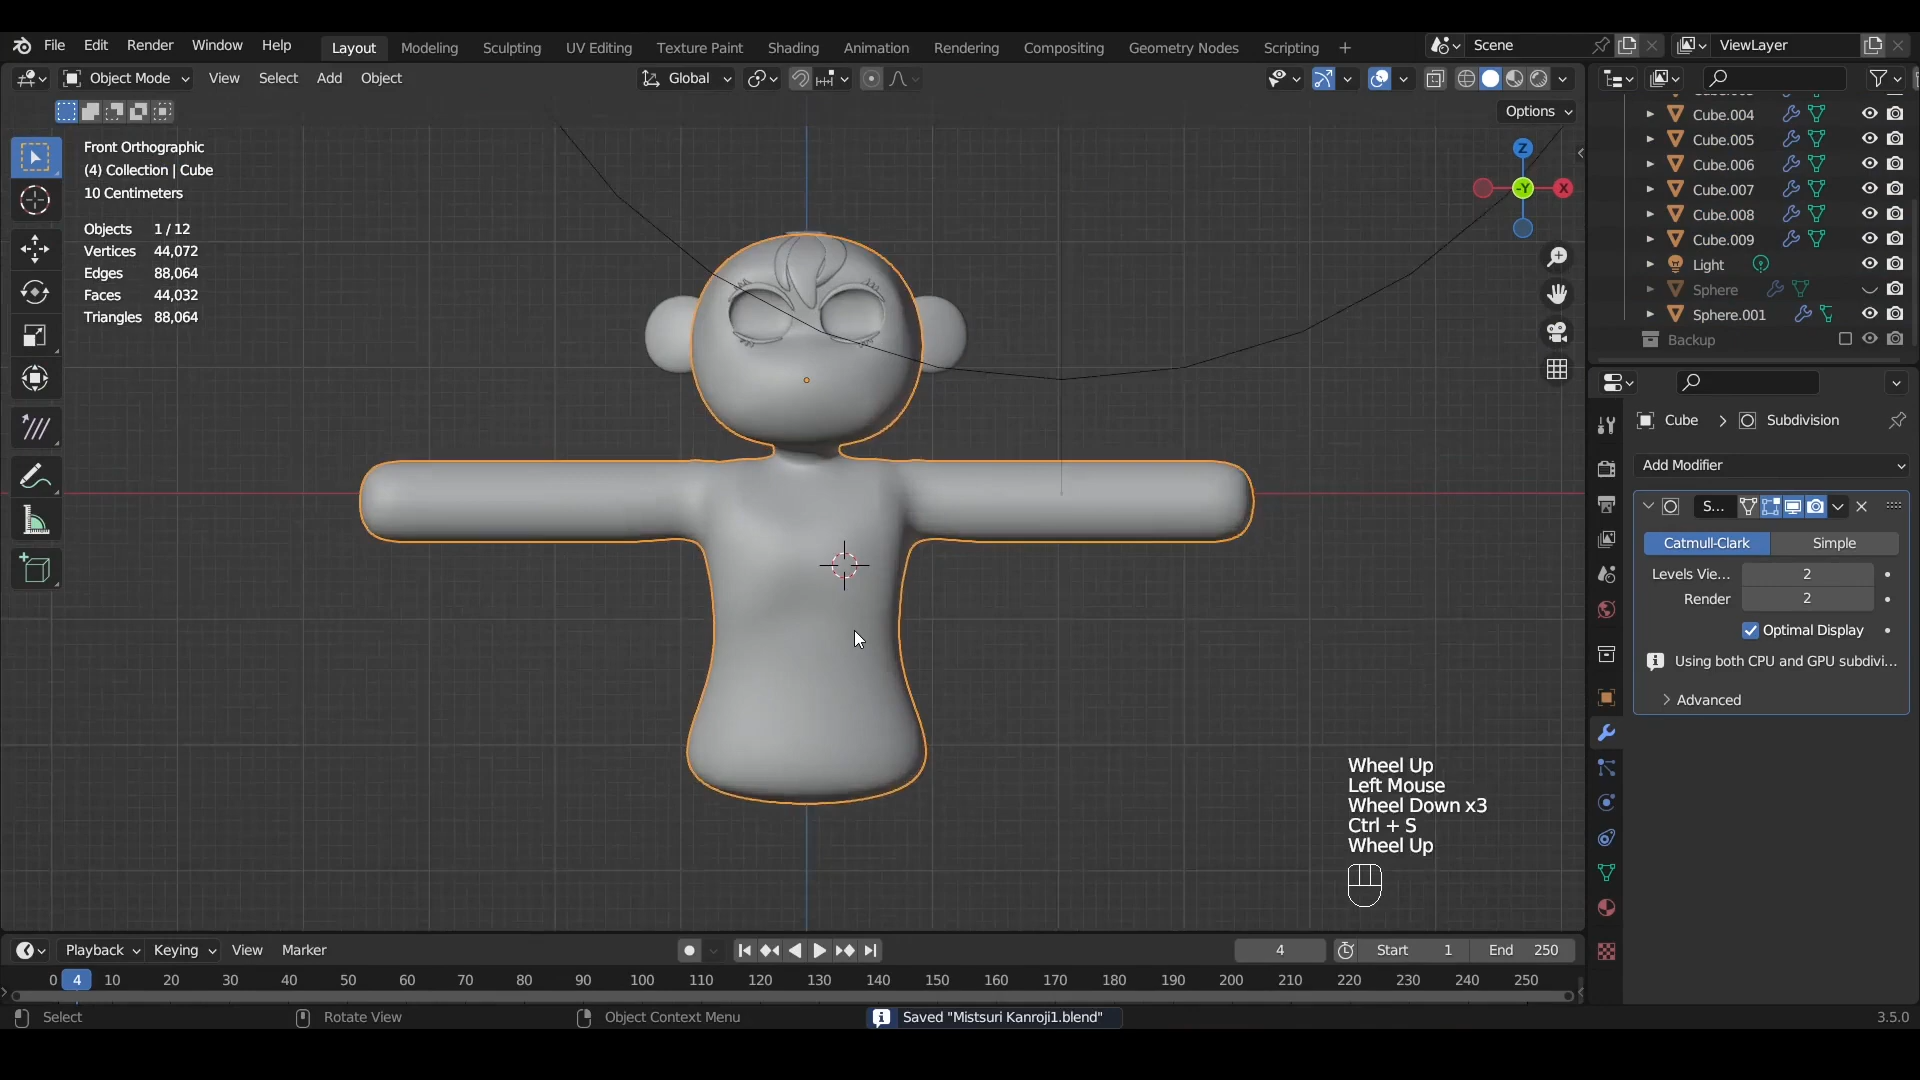 File Edit Render Window Help Layout Modeling Sculpting UV Editing Texture Paint Shading Animation Rendering Compositing Geometry Nodes Scripting + Scene ViewLayer
Object Mode View Select Add Object Global
Options
Front Orthographic
(4) Collection | Cube
10 Centimeters
Objects 1 / 12
Vertices 44,072
Edges 88,064
Faces 44,032
Triangles 88,064
Z
-Y X
Cube.004
Cube.005
Cube.006
Cube.007
Cube.008
Cube.009
Light
Sphere
Sphere.001
Backup
Cube > Subdivision
Add Modifier
S...
Catmull-Clark Simple
Levels Vie... 2
Render 2
Optimal Display
Using both CPU and GPU subdivi...
Advanced
Wheel Up
Left Mouse
Wheel Down x3
Ctrl + S
Wheel Up
Playback Keying View Marker 4 Start 1 End 250
0 4 10 20 30 40 50 60 70 80 90 100 110 120 130 140 150 160 170 180 190 200 210 220 230 240 250
Select Rotate View Object Context Menu Saved "Mistsuri Kanroji1.blend" 3.5.0